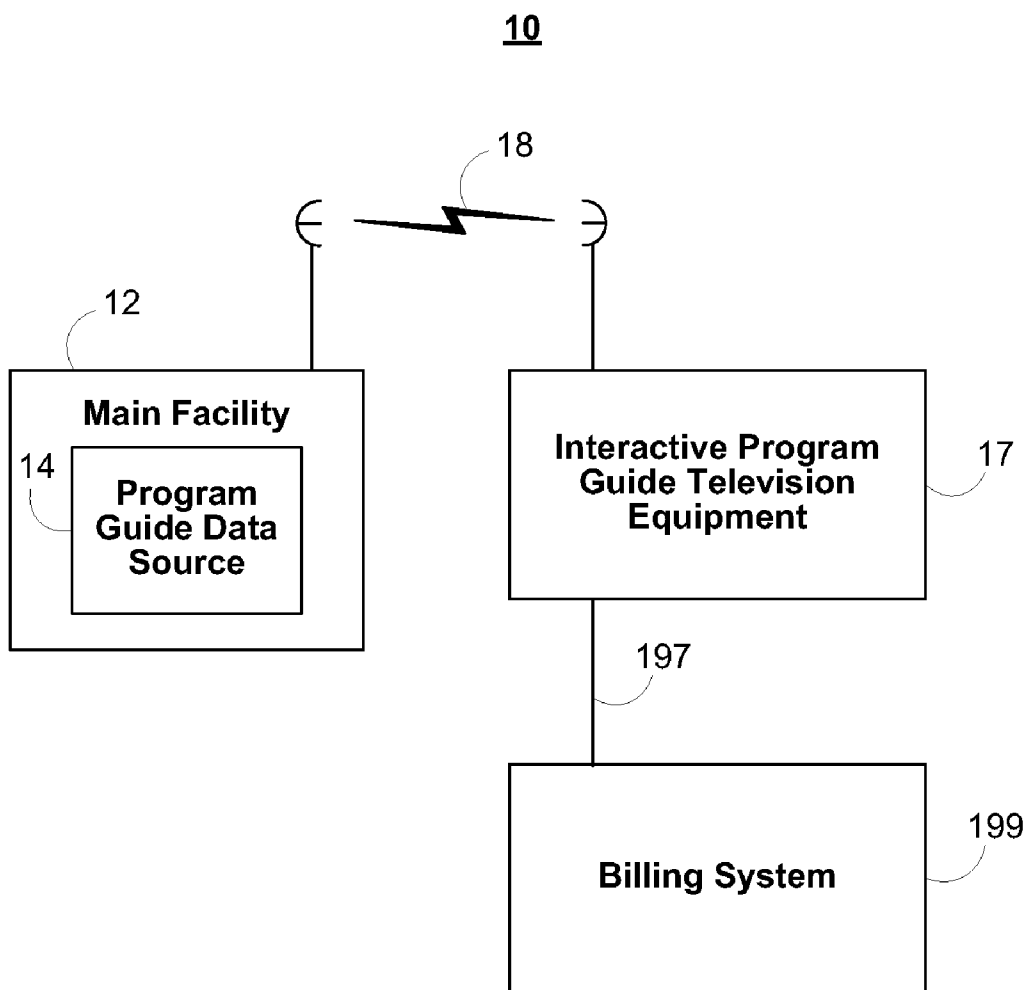 10
18
12
Main Facility
14
Program
Guide Data
Source
Interactive Program
Guide Television
Equipment
17
197
Billing System
199